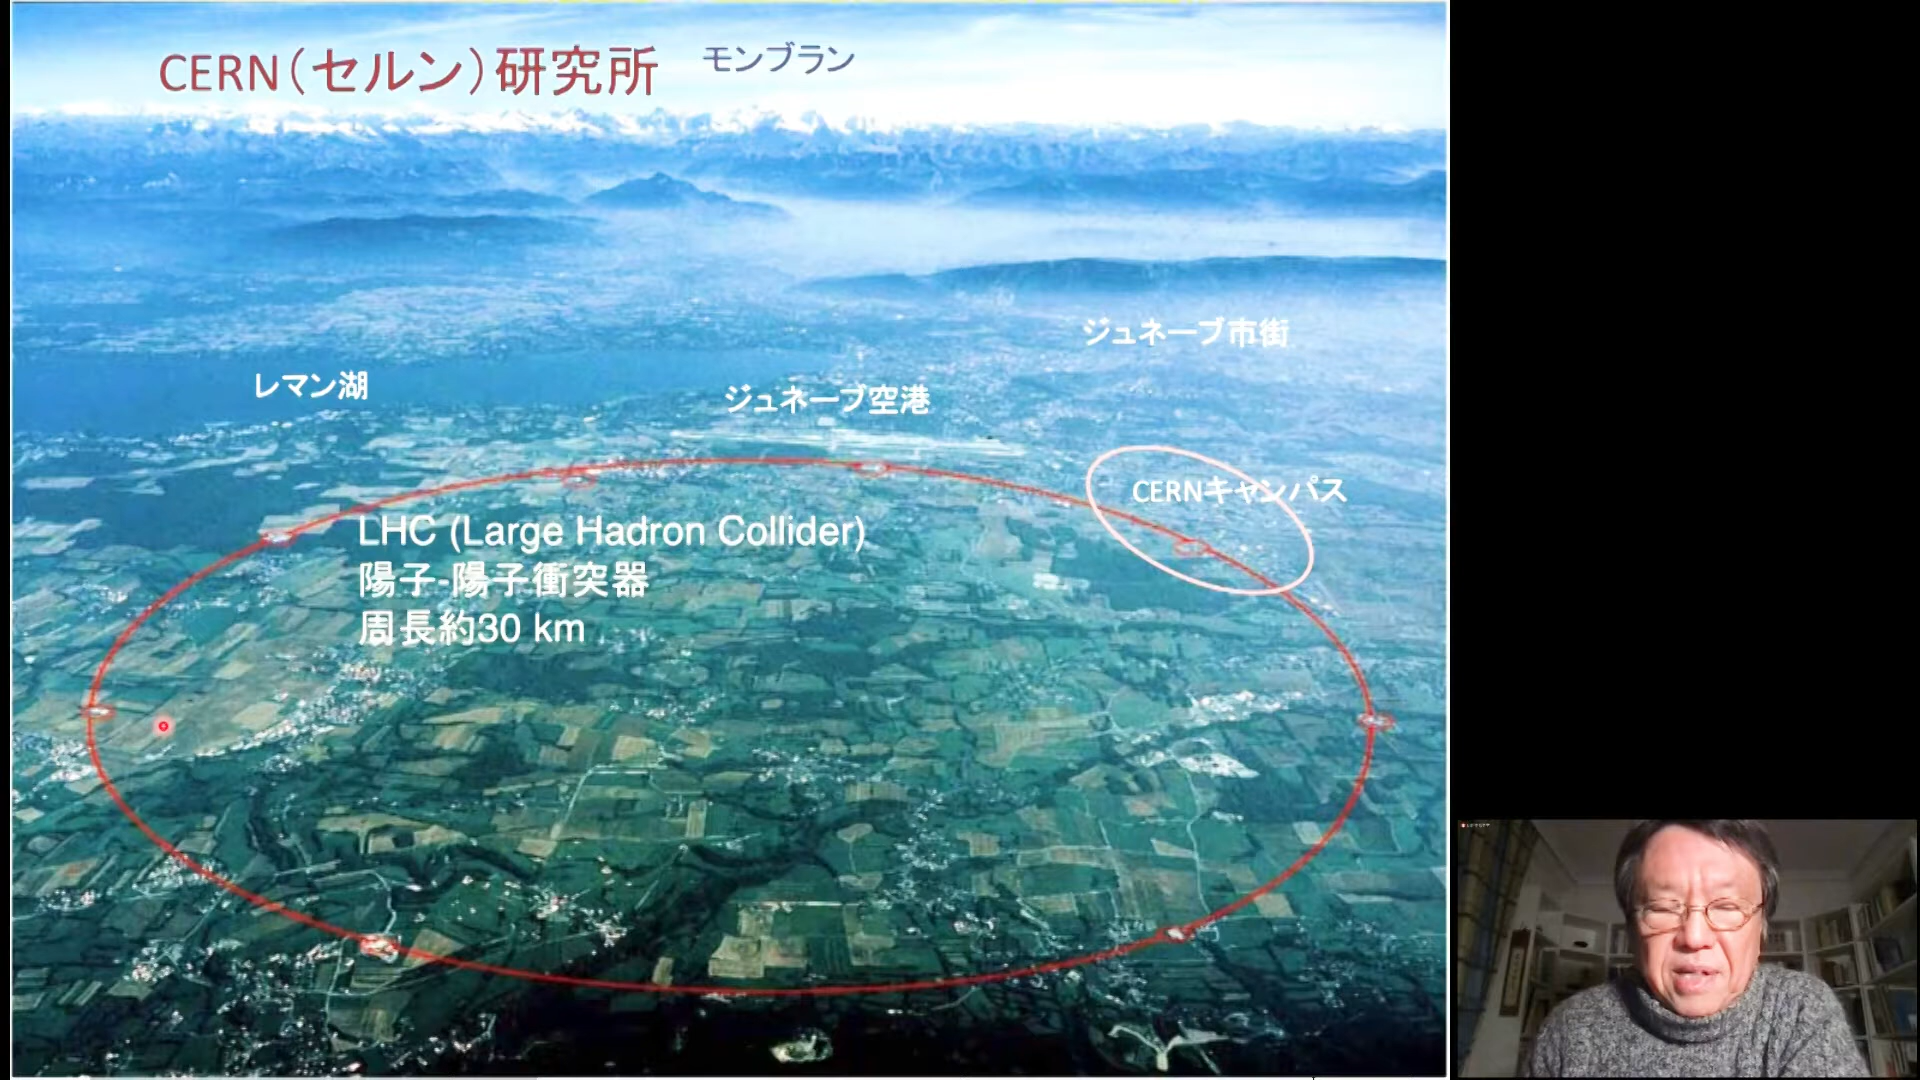 CERN（セルン）研究所
モンブラン
ジュネーブ市街
レマン湖
ジュネーブ空港
CERNキャンパス
LHC (Large Hadron Collider)
陽子-陽子衝突器
周長約30 km